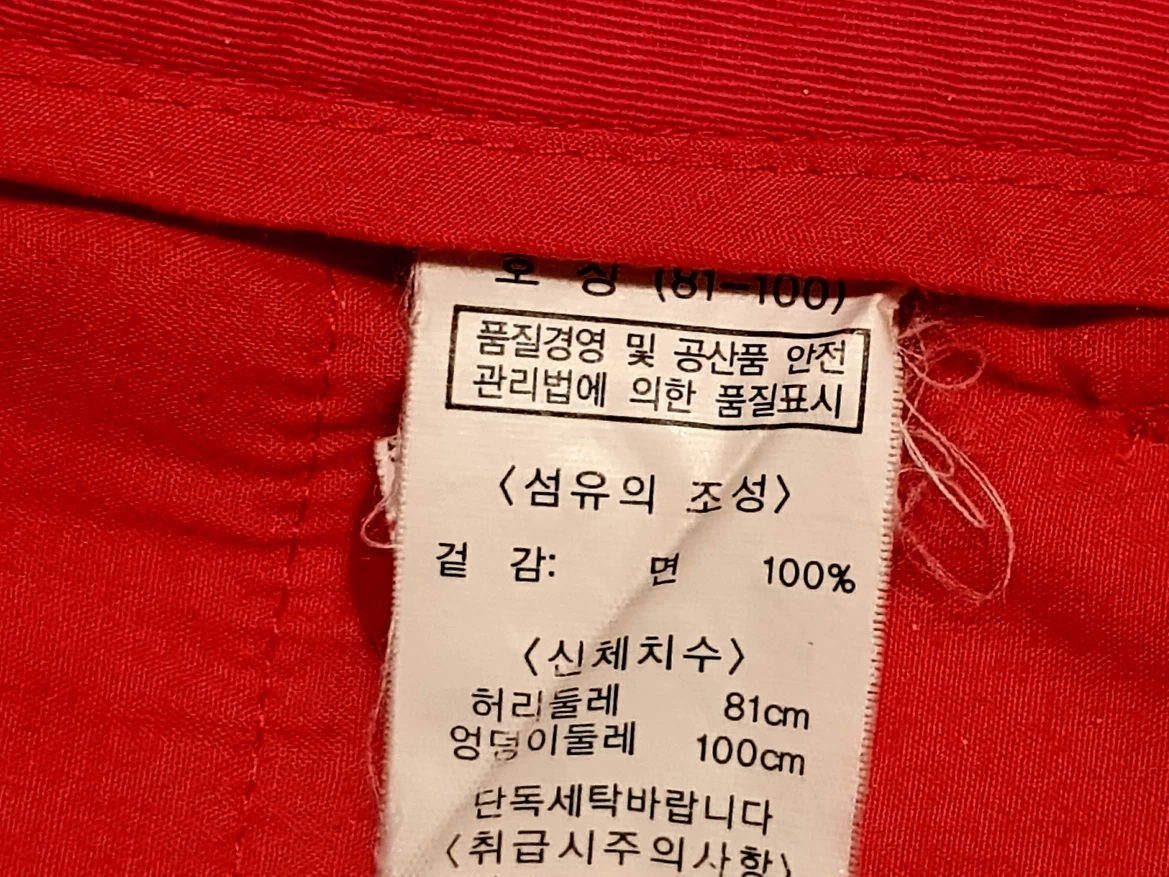 호 칭 (81-100)
품질경영 및 공산품 안전
관리법에 의한 품질표시
<섬유의 조성>
겉 감: 면 100%
<신체치수>
허리둘레 81cm
엉덩이둘레 100cm
단독세탁바랍니다
<취급시주의사항>